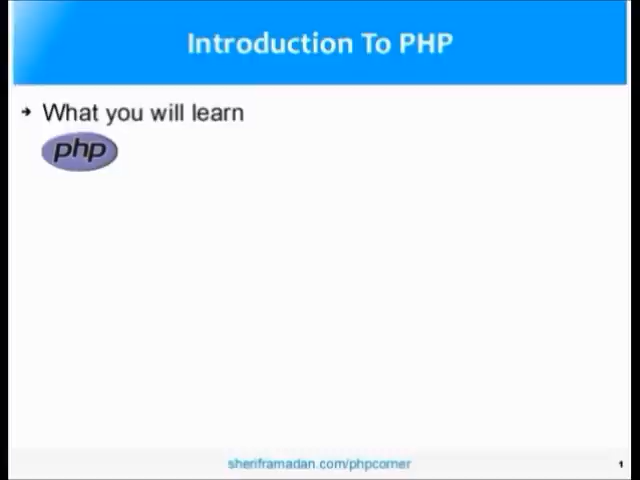 Introduction To PHP
What you will learn
php
sheriframadan.com/phpcorner
1